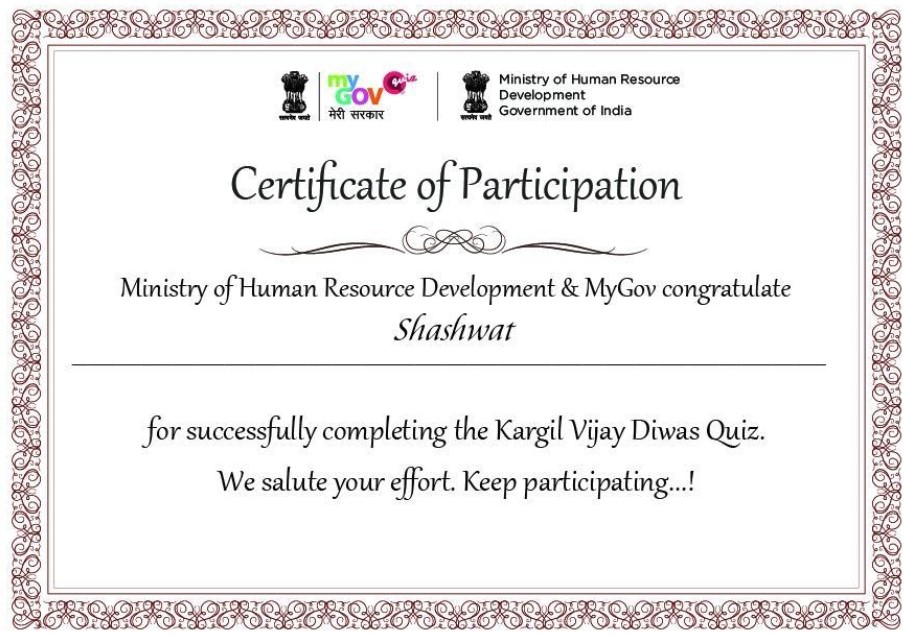 सत्यमेव जयते
my
GOV
quiz
मेरी सरकार
सत्यमेव जयते
Ministry of Human Resource
Development
Government of India
Certificate of Participation
Ministry of Human Resource Development & MyGov congratulate
Shashwat
for successfully completing the Kargil Vijay Diwas Quiz.
We salute your effort. Keep participating...!